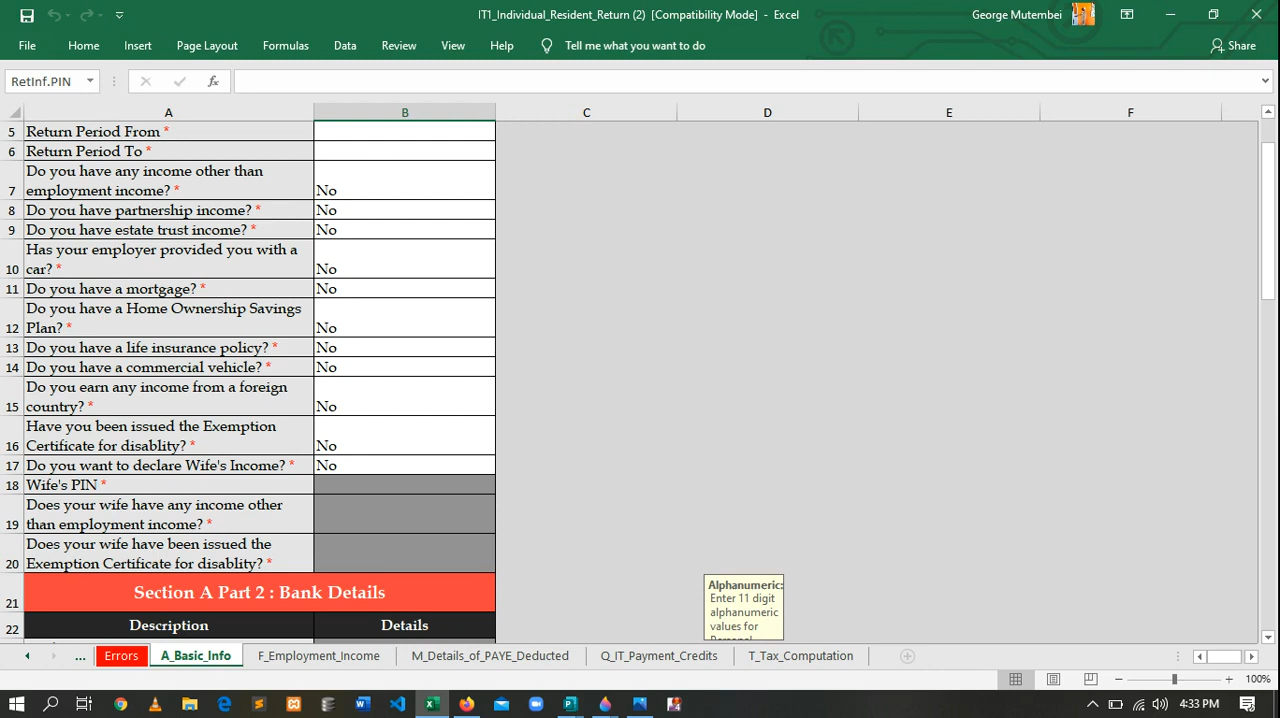 IT1_Individual_Resident_Return (2) [Compatibility Mode] - Excel
George Mutembei
File Home Insert Page Layout Formulas Data Review View Help Tell me what you want to do Share
RetInf.PIN fx
A B C D E F
5 Return Period From *
6 Return Period To *
Do you have any income other than
7 employment income? * No
8 Do you have partnership income? * No
9 Do you have estate trust income? * No
Has your employer provided you with a
10 car? * No
11 Do you have a mortgage? * No
Do you have a Home Ownership Savings
12 Plan? * No
13 Do you have a life insurance policy? * No
14 Do you have a commercial vehicle? * No
Do you earn any income from a foreign
15 country? * No
Have you been issued the Exemption
16 Certificate for disablity? * No
17 Do you want to declare Wife's Income? * No
18 Wife's PIN *
Does your wife have any income other
19 than employment income? *
Does your wife have been issued the
20 Exemption Certificate for disablity? *
21 Section A Part 2 : Bank Details
22 Description Details
Alphanumeric:
Enter 11 digit
alphanumeric
values for
Personal
... Errors A_Basic_Info F_Employment_Income M_Details_of_PAYE_Deducted Q_IT_Payment_Credits T_Tax_Computation
100%
4:33 PM